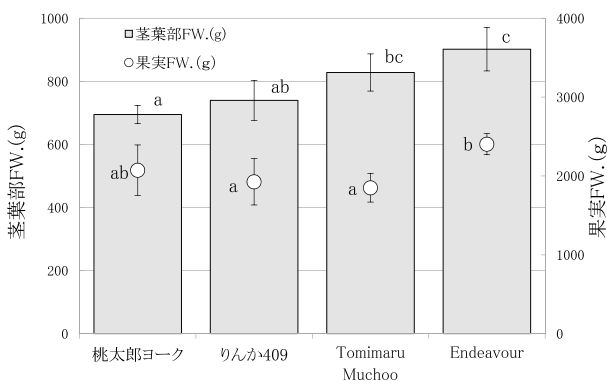 1000
800
600
400
200
0
茎葉部FW.(g)
茎葉部FW.(g)
果実FW.(g)
a
ab
bc
c
ab
a
a
b
4000
3000
2000
1000
0
果実FW.(g)
桃太郎ヨーク
りんか409
Tomimaru
Muchoo
Endeavour